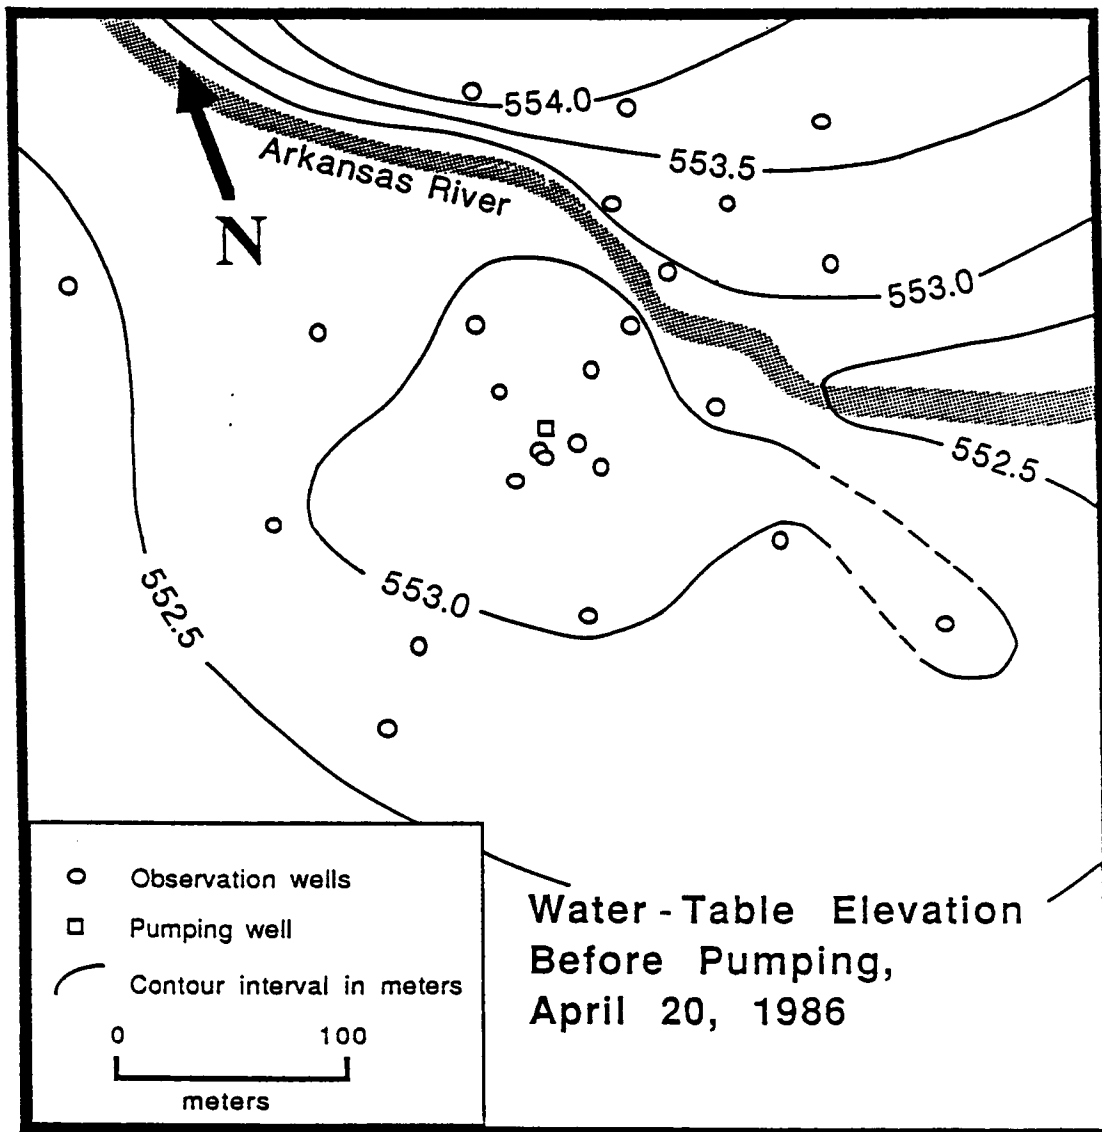 554.0
553.5
Arkansas River
N
553.0
552.5
553.0
552.5
Observation wells
Pumping well
Contour interval in meters
0 100
meters
Water-Table Elevation
Before Pumping,
April 20, 1986